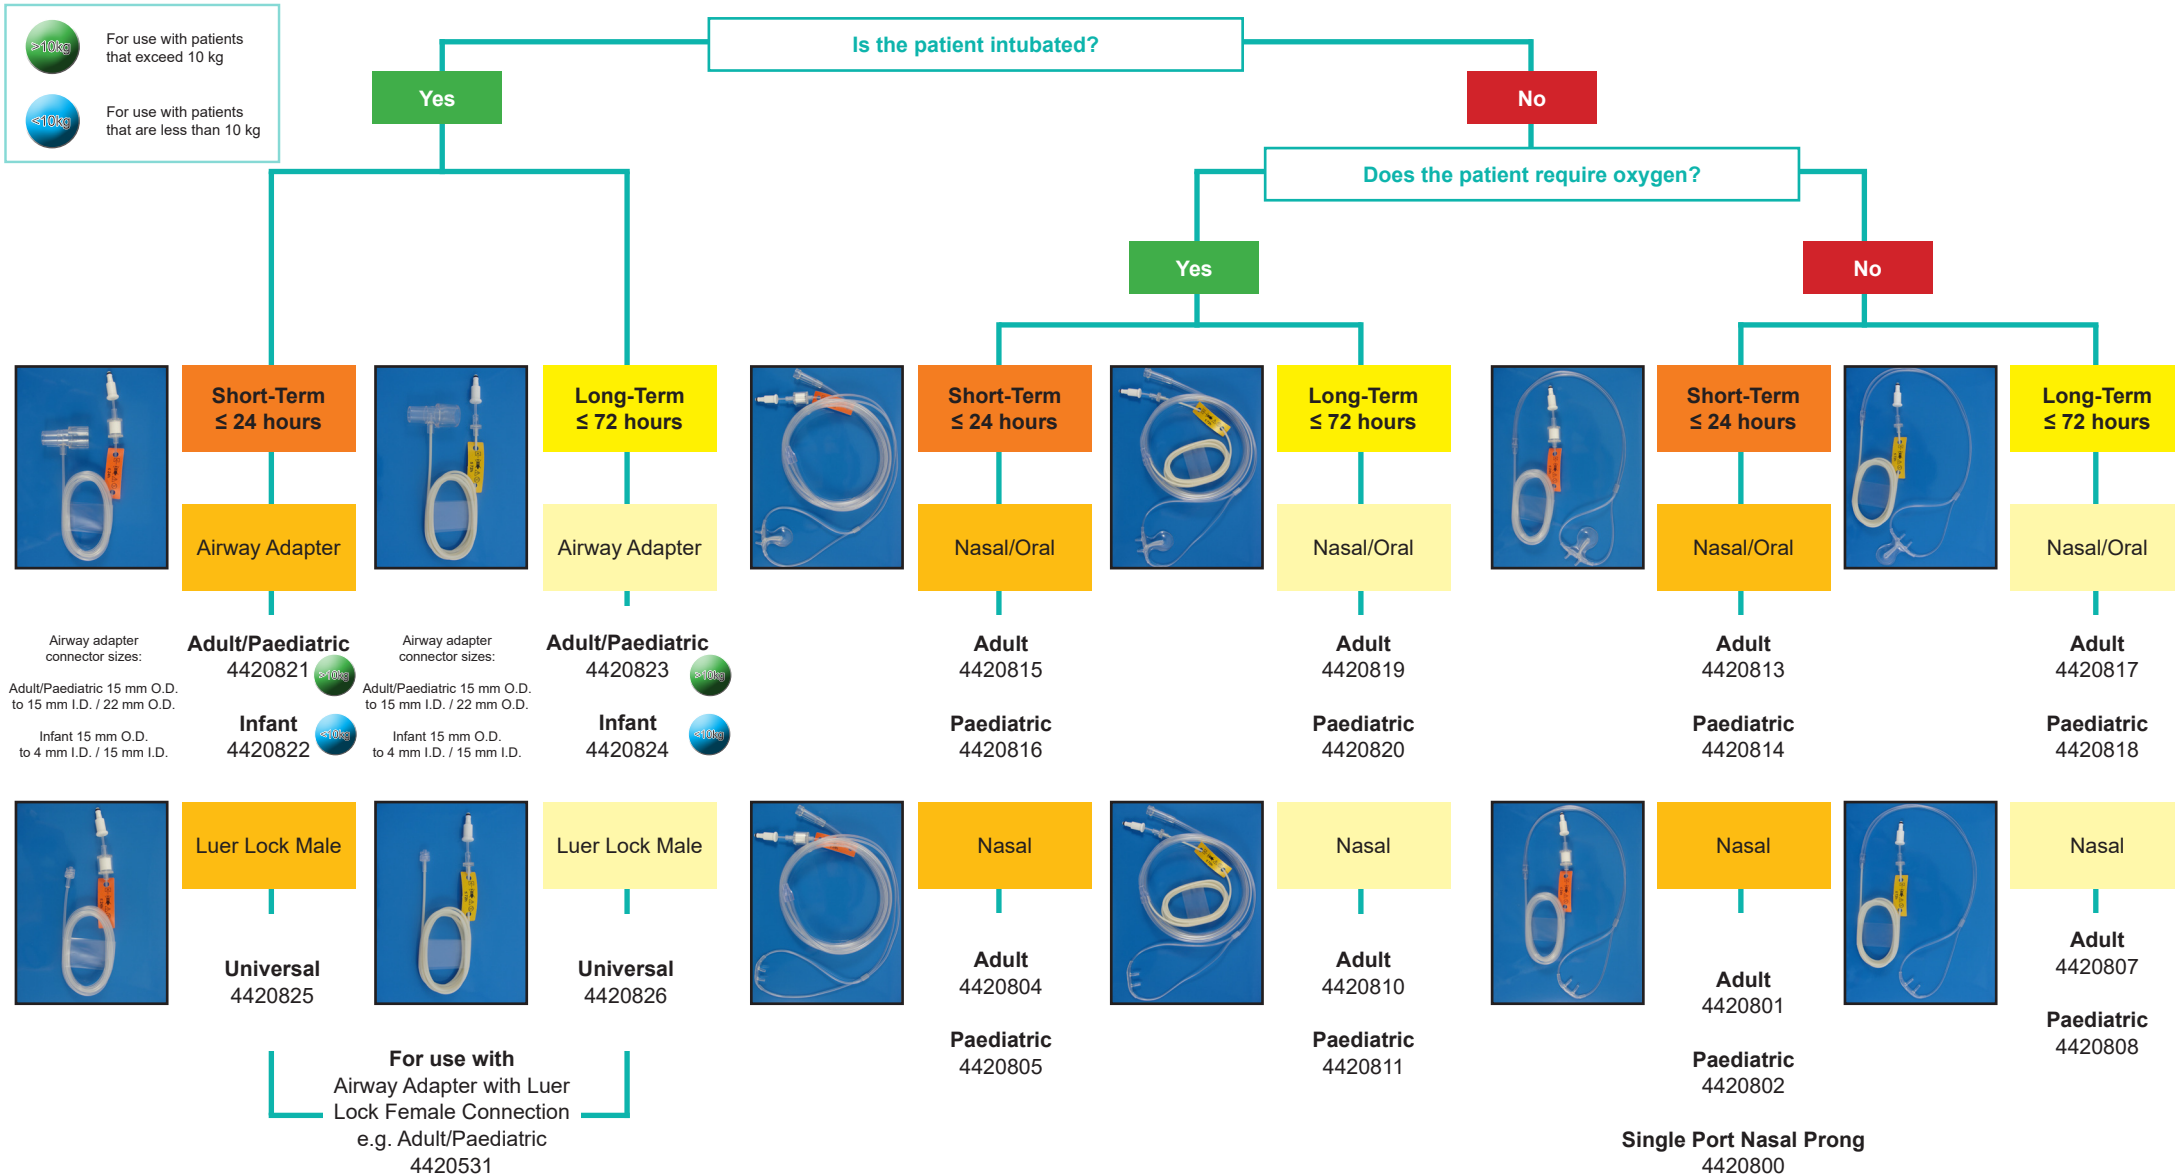 >10kg
For use with patients
that exceed 10 kg
<10kg
For use with patients
that are less than 10 kg
Is the patient intubated?
Yes
No
Does the patient require oxygen?
Yes
No
Short-Term
≤ 24 hours
Long-Term
≤ 72 hours
Short-Term
≤ 24 hours
Long-Term
≤ 72 hours
Short-Term
≤ 24 hours
Long-Term
≤ 72 hours
Airway Adapter
Airway Adapter
Nasal/Oral
Nasal/Oral
Nasal/Oral
Nasal/Oral
Airway adapter
connector sizes:
Adult/Paediatric 15 mm O.D.
to 15 mm I.D. / 22 mm O.D.
Infant 15 mm O.D.
to 4 mm I.D. / 15 mm I.D.
Adult/Paediatric
4420821
>10kg
Infant
4420822
<10kg
Airway adapter
connector sizes:
Adult/Paediatric 15 mm O.D.
to 15 mm I.D. / 22 mm O.D.
Infant 15 mm O.D.
to 4 mm I.D. / 15 mm I.D.
Adult/Paediatric
4420823
>10kg
Infant
4420824
<10kg
Adult
4420815
Paediatric
4420816
Adult
4420819
Paediatric
4420820
Adult
4420813
Paediatric
4420814
Adult
4420817
Paediatric
4420818
Luer Lock Male
Luer Lock Male
Nasal
Nasal
Nasal
Nasal
Universal
4420825
Universal
4420826
For use with
Airway Adapter with Luer
Lock Female Connection
e.g. Adult/Paediatric
4420531
Adult
4420804
Paediatric
4420805
Adult
4420810
Paediatric
4420811
Adult
4420801
Paediatric
4420802
Single Port Nasal Prong
4420800
Adult
4420807
Paediatric
4420808